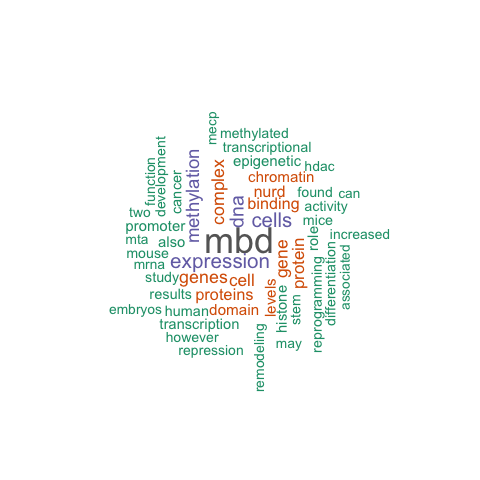 mecp
methylated
transcriptional
epigenetic
hdac
function
development
cancer
methylation
complex
chromatin
nurd
found
can
binding
activity
dna
cells
mice
two
promoter
mta
also
mbd
role
increased
mouse
mrna
expression
gene
protein
study
genes
cell
levels
histone
stem
reprogramming
differentiation
associated
results
proteins
embryos
human
domain
transcription
however
may
repression
remodeling